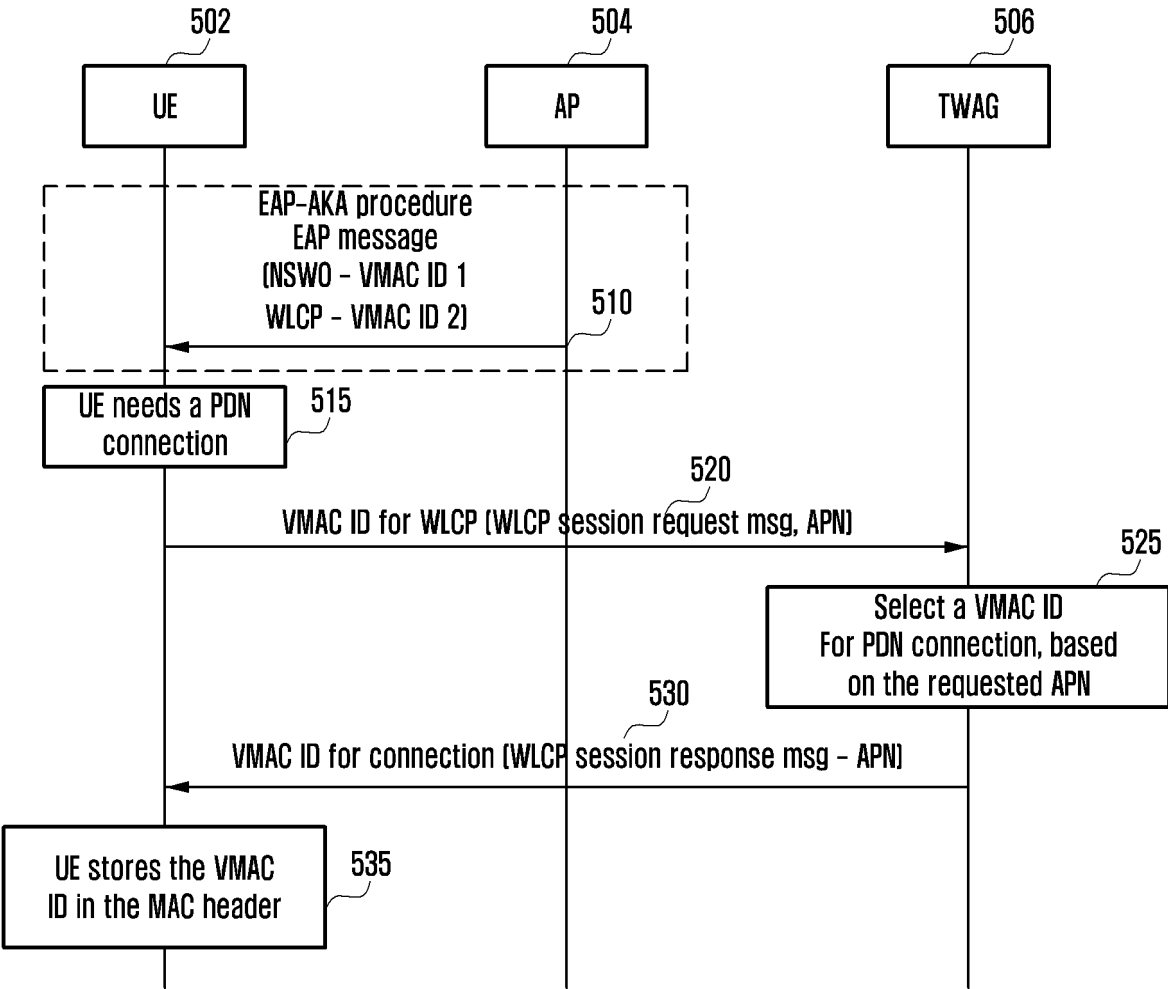 502
504
506
UE
AP
TWAG
EAP-AKA procedure
EAP message
(NSWO - VMAC ID 1
WLCP - VMAC ID 2)
510
UE needs a PDN
connection
515
520
VMAC ID for WLCP (WLCP session request msg, APN)
525
Select a VMAC ID
For PDN connection, based
on the requested APN
530
VMAC ID for connection (WLCP session response msg - APN)
UE stores the VMAC
ID in the MAC header
535